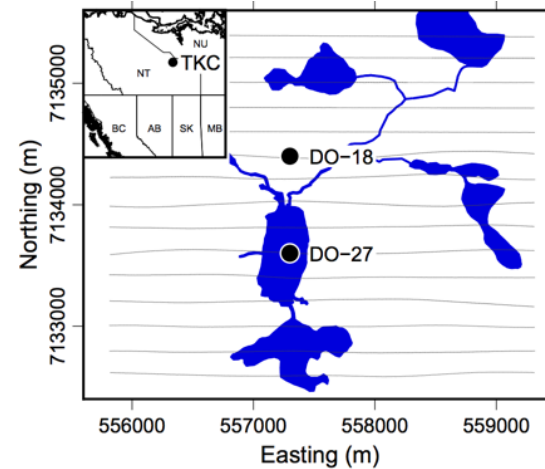 NU
TKC
NT
BC AB SK MB
7135000
7134000
7133000
Northing (m)
DO-18
DO-27
556000 557000 558000 559000
Easting (m)